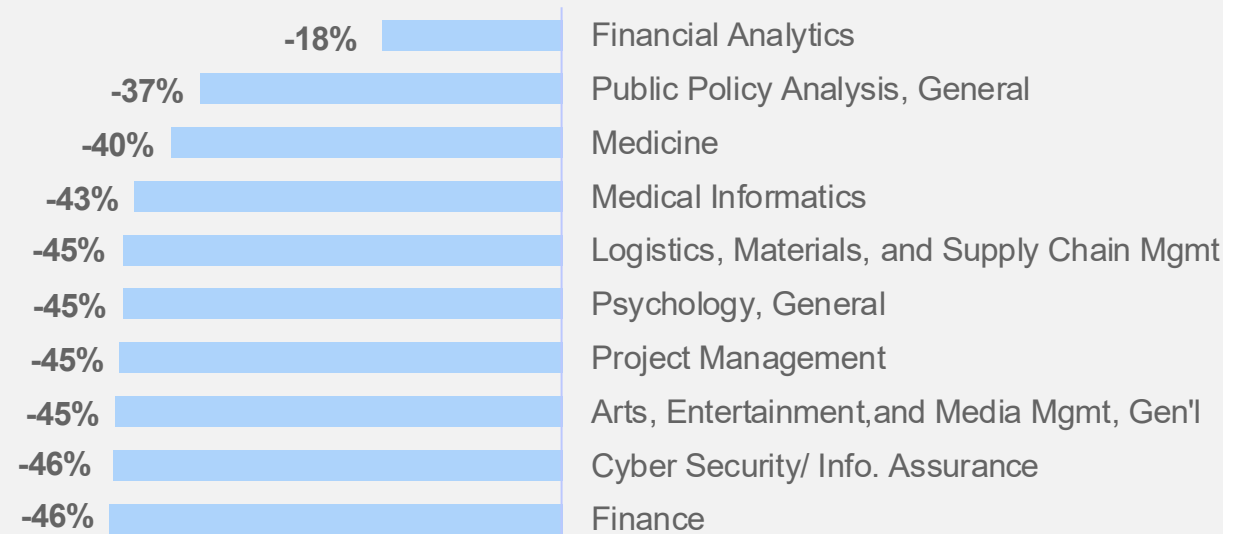 -18% Financial Analytics
-37% Public Policy Analysis, General
-40% Medicine
-43% Medical Informatics
-45% Logistics, Materials, and Supply Chain Mgmt
-45% Psychology, General
-45% Project Management
-45% Arts, Entertainment,and Media Mgmt, Gen'l
-46% Cyber Security/ Info. Assurance
-46% Finance